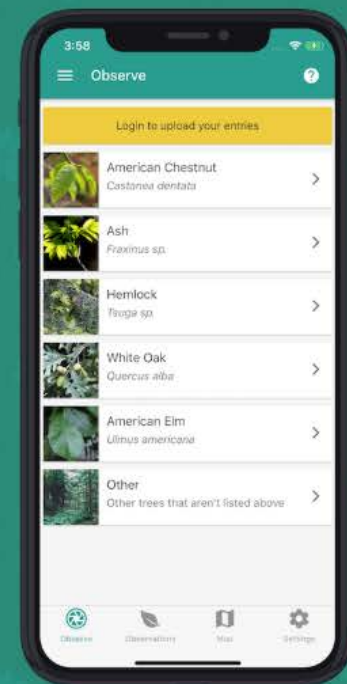 3:58
Observe
?
Login to upload your entries
American Chestnut
Castanea dentata
Ash
Fraxinus sp.
Hemlock
Tsuga sp.
White Oak
Quercus alba
American Elm
Ulmus americana
Other
Other trees that aren't listed above
Observe
Observations
Map
Settings